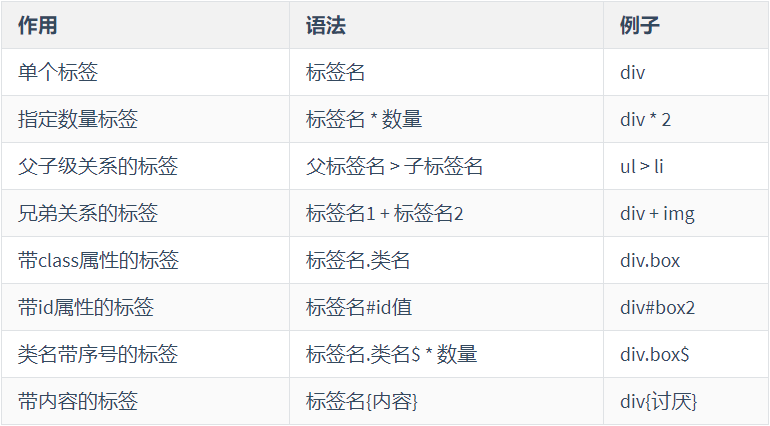 作用 语法 例子
单个标签 标签名 div
指定数量标签 标签名 * 数量 div * 2
父子级关系的标签 父标签名 > 子标签名 ul > li
兄弟关系的标签 标签名1 + 标签名2 div + img
带class属性的标签 标签名.类名 div.box
带id属性的标签 标签名#id值 div#box2
类名带序号的标签 标签名.类名$ * 数量 div.box$
带内容的标签 标签名{内容} div{讨厌}